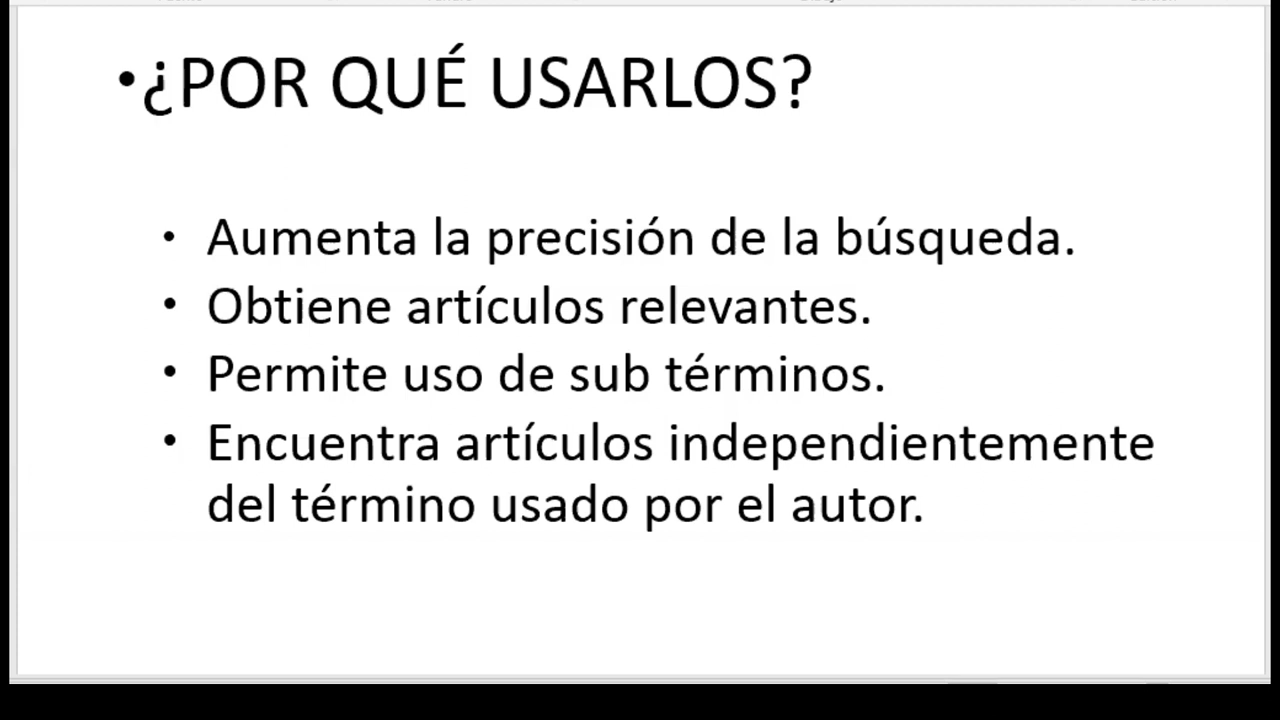 •¿POR QUÉ USARLOS?
• Aumenta la precisión de la búsqueda.
• Obtiene artículos relevantes.
• Permite uso de sub términos.
• Encuentra artículos independientemente
del término usado por el autor.